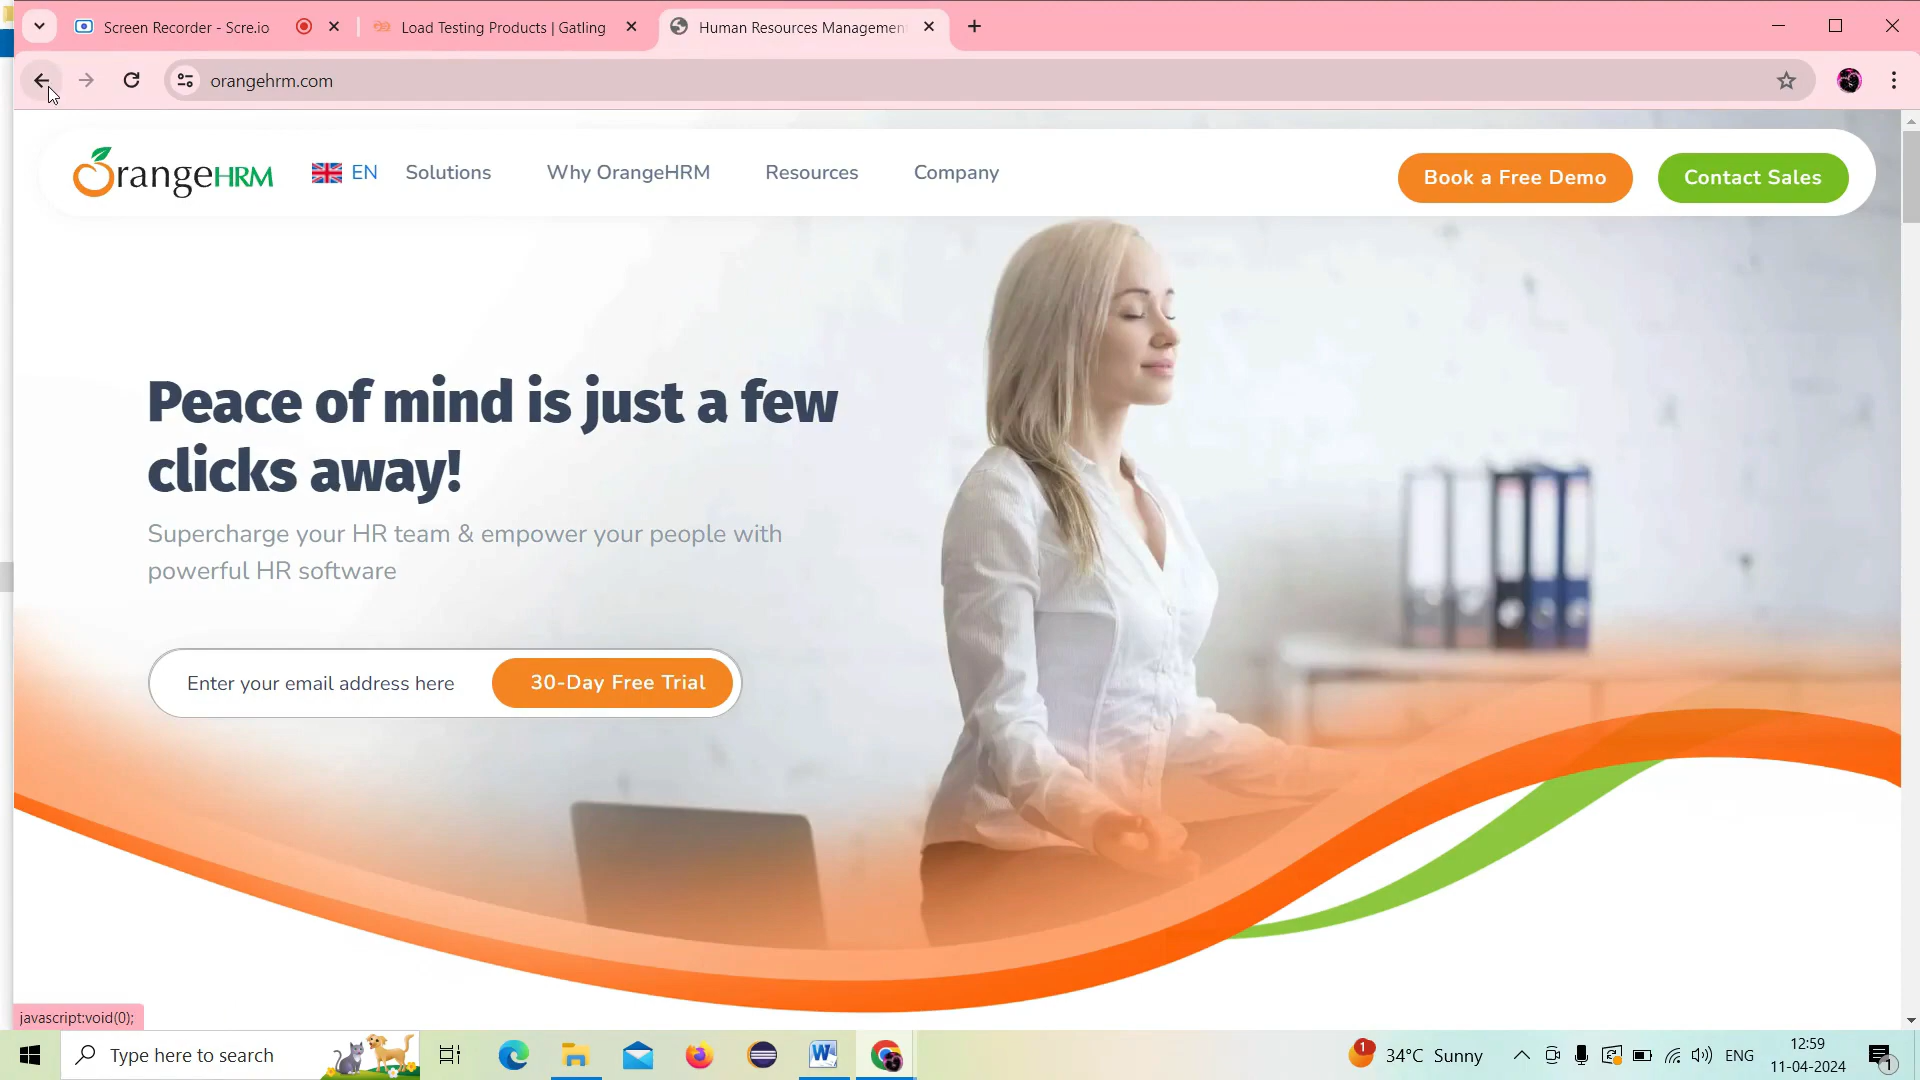 Screen Recorder - Scre.io
Load Testing Products | Gatling
Human Resources Managemen
orangehrm.com
OrangeHRM
EN
Solutions
Why OrangeHRM
Resources
Company
Book a Free Demo
Contact Sales
Peace of mind is just a few
clicks away!
Supercharge your HR team & empower your people with
powerful HR software
Enter your email address here
30-Day Free Trial
javascript:void(0);
Type here to search
1
34°C Sunny
ENG
12:59
11-04-2024
1